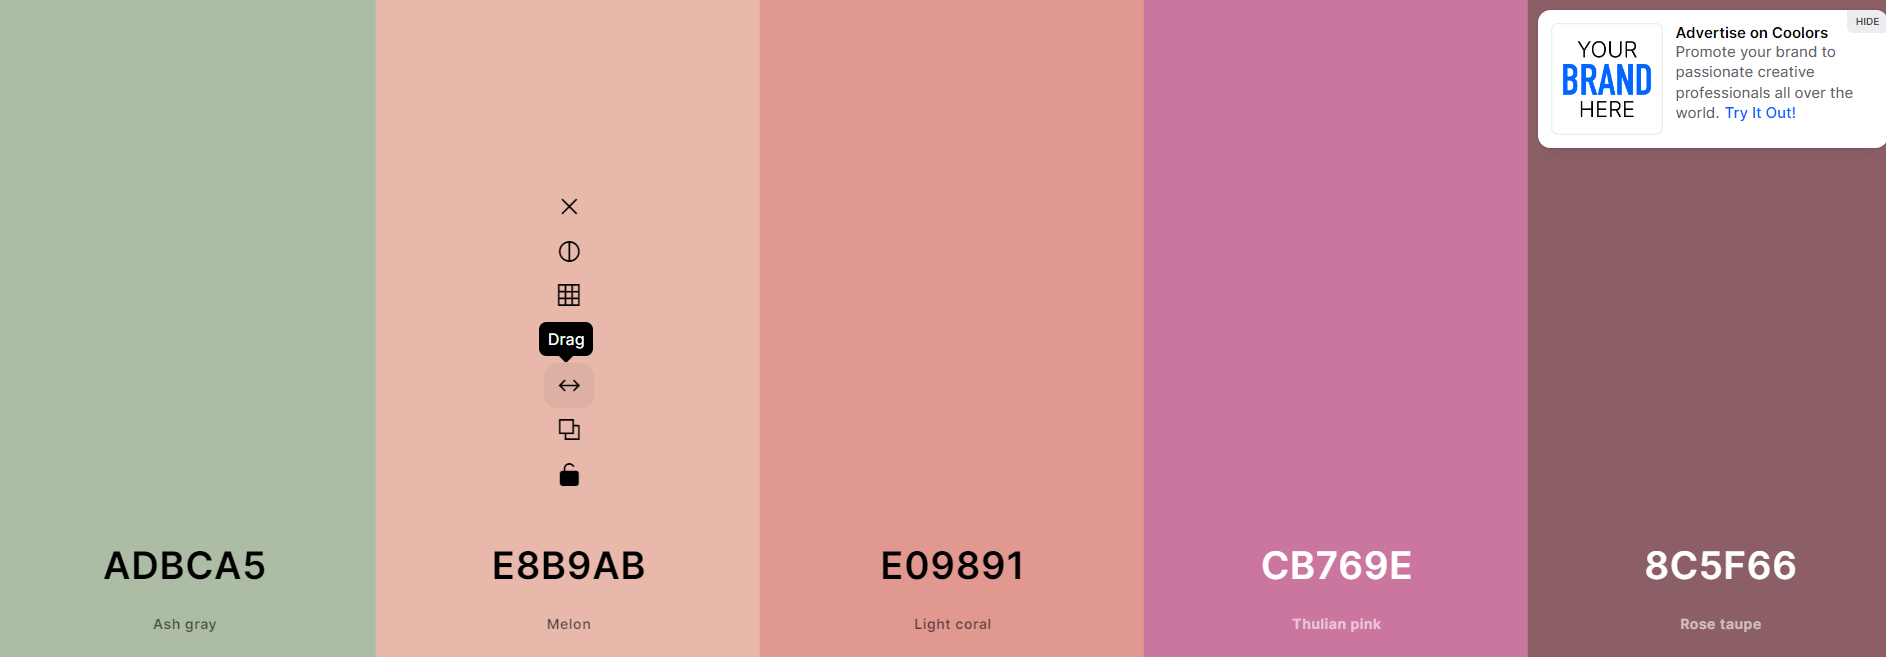 HIDE
YOUR
BRAND
HERE
Advertise on Coolors
Promote your brand to
passionate creative
professionals all over the
world. Try It Out!
Drag
ADBCA5
Ash gray
E8B9AB
Melon
E09891
Light coral
CB769E
Thulian pink
8C5F66
Rose taupe